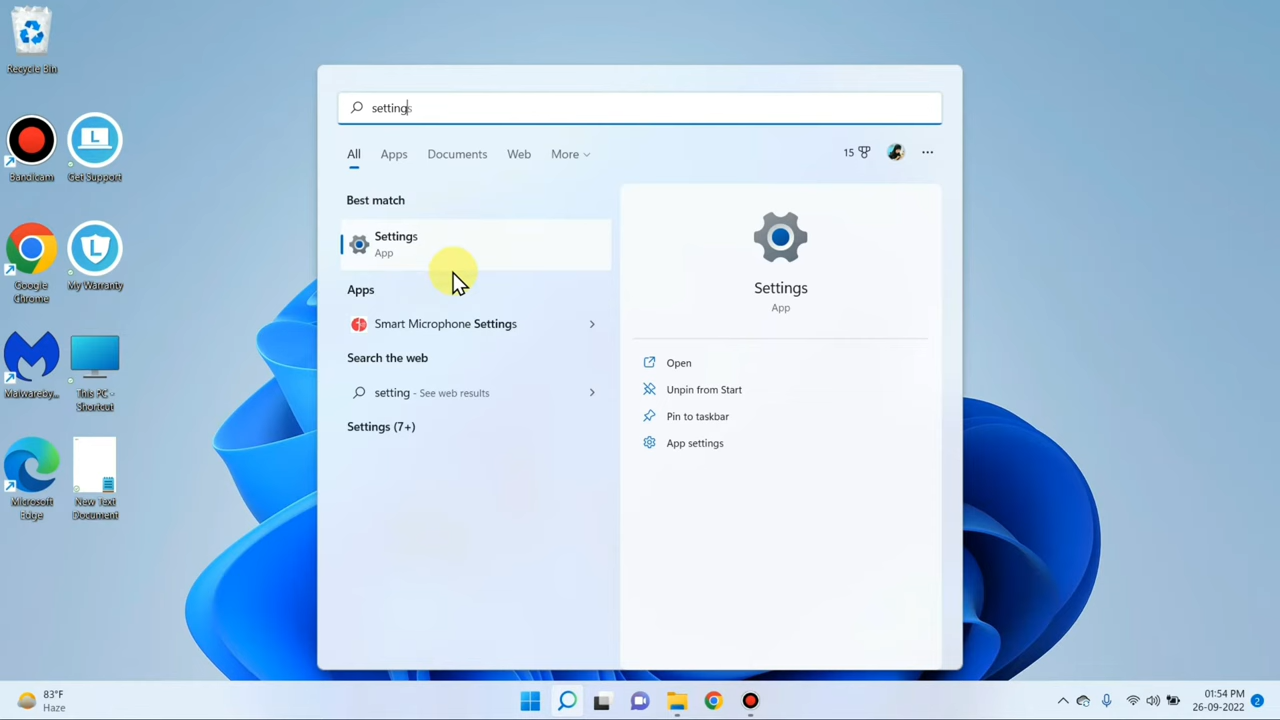 Recycle Bin
Bandicam
Get Support
Google
Chrome
My Warranty
Malwareby...
This PC -
Shortcut
Microsoft
Edge
New Text
Document
settings
All
Apps
Documents
Web
More
15
Best match
Settings
App
Apps
Smart Microphone Settings
Search the web
setting - See web results
Settings (7+)
Settings
App
Open
Unpin from Start
Pin to taskbar
App settings
83°F
Haze
01:54 PM
26-09-2022
2